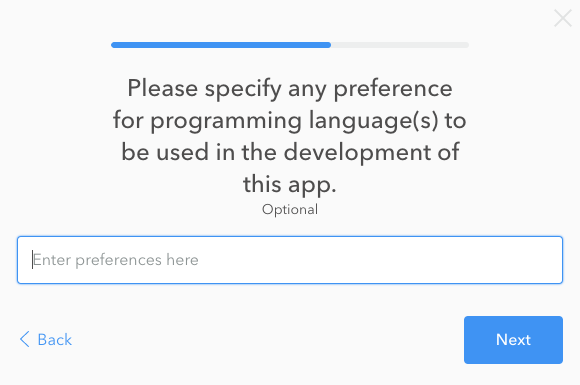 Please specify any preference
for programming language(s) to
be used in the development of
this app.
Optional
Enter preferences here
Back
Next